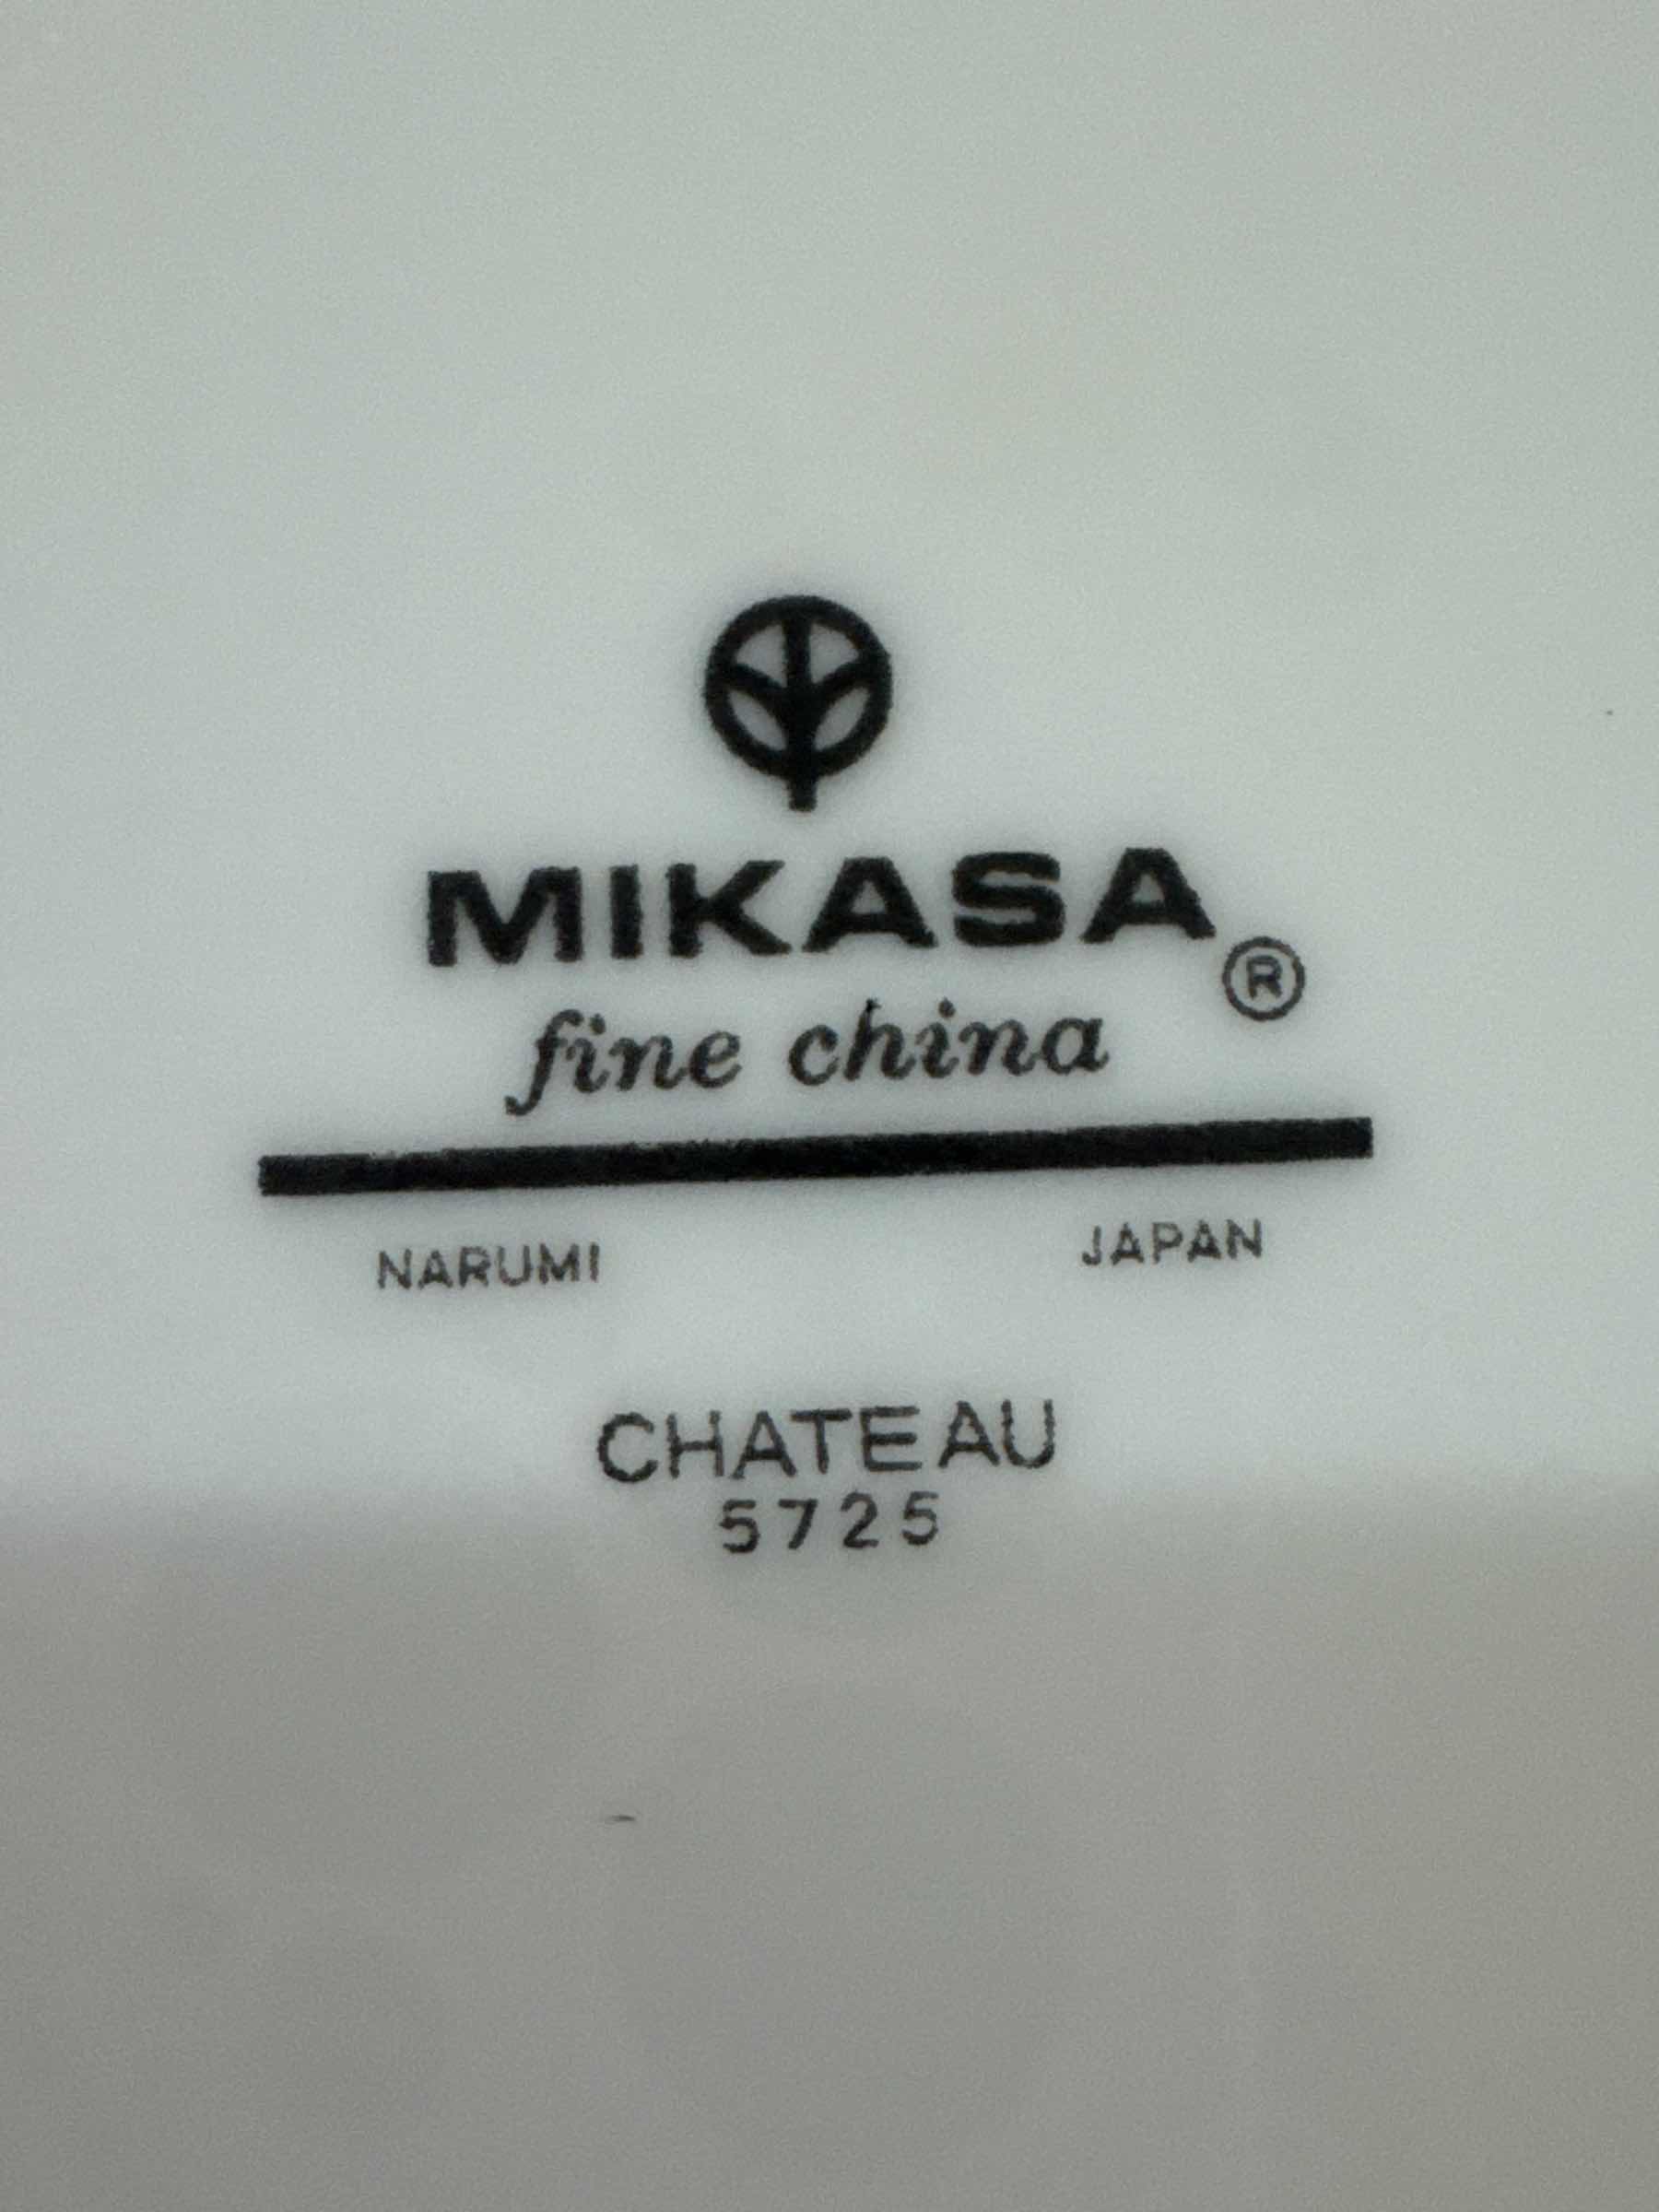 MIKASA®
fine china
NARUMI JAPAN
CHATEAU
5725